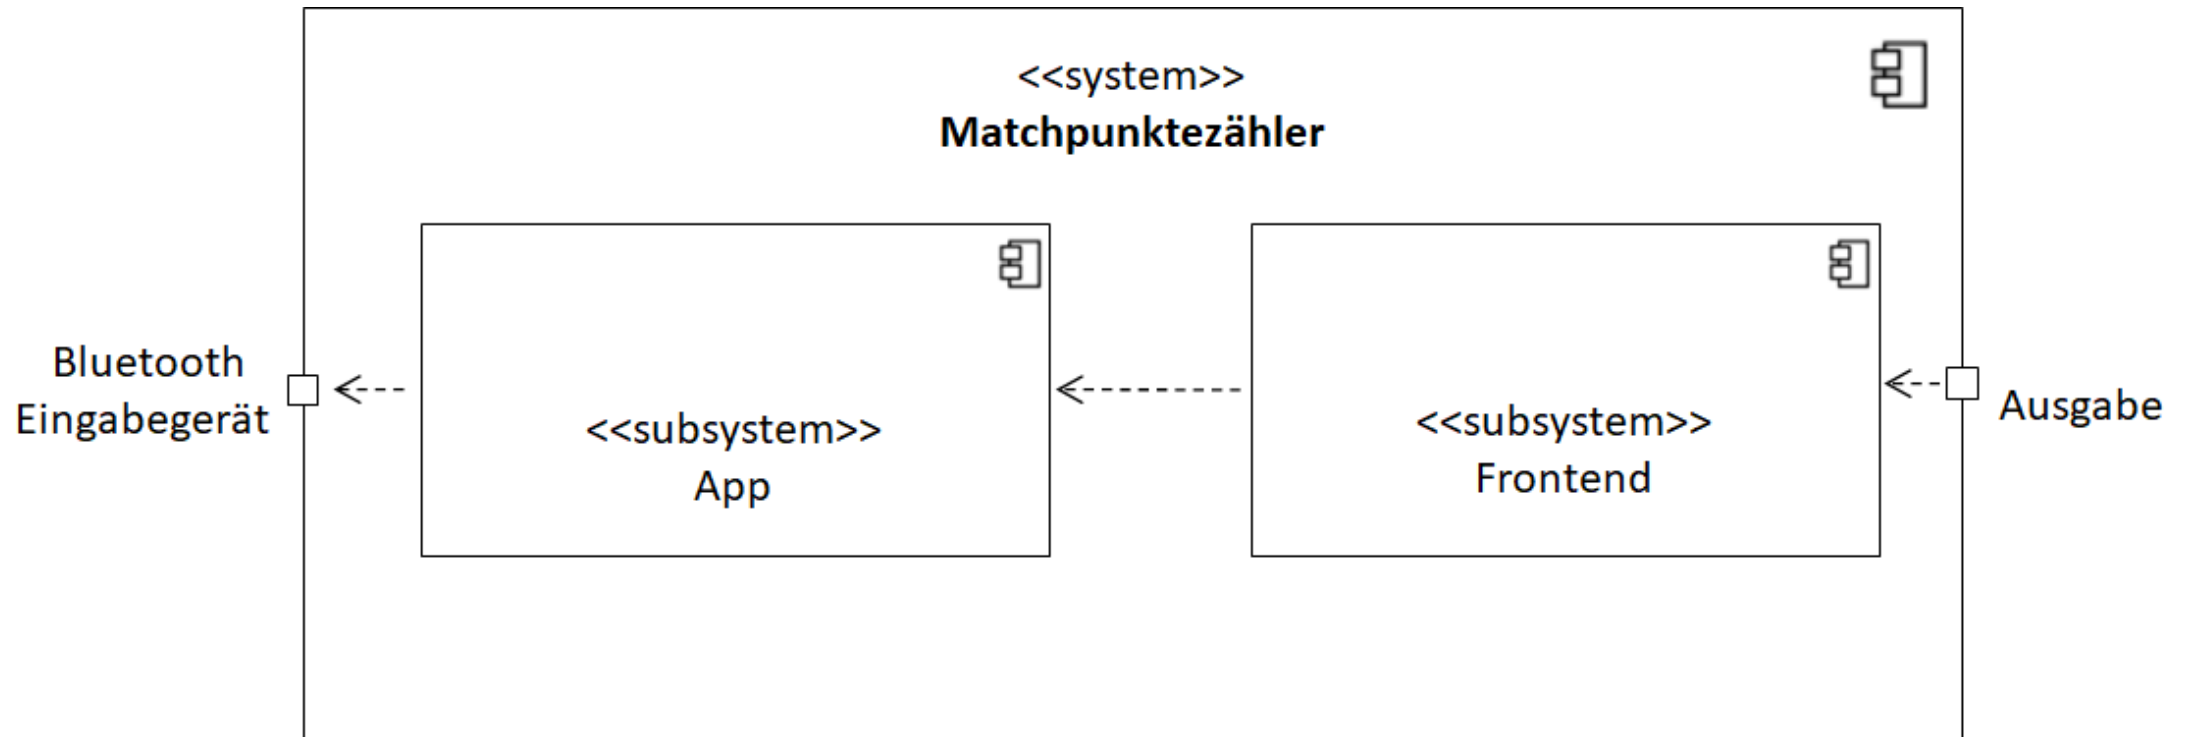 <<system>>
Matchpunktezähler
Bluetooth
Eingabegerät
<<subsystem>>
App
<<subsystem>>
Frontend
Ausgabe